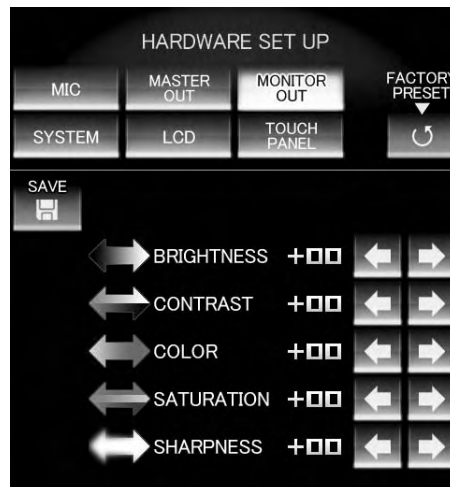 HARDWARE SET UP
MIC
MASTER
OUT
MONITOR
OUT
FACTORY
PRESET
SYSTEM
LCD
TOUCH
PANEL
SAVE
BRIGHTNESS +00
CONTRAST +00
COLOR +00
SATURATION +00
SHARPNESS +00